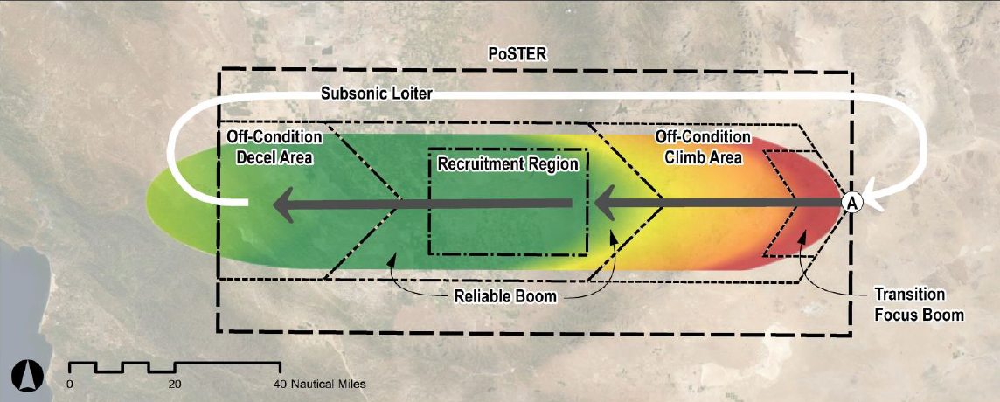 PoSTER
Subsonic Loiter
Off-Condition
Decel Area
Off-Condition
Climb Area
Recruitment Region
A
Reliable Boom
Transition
Focus Boom
0 20 40 Nautical Miles